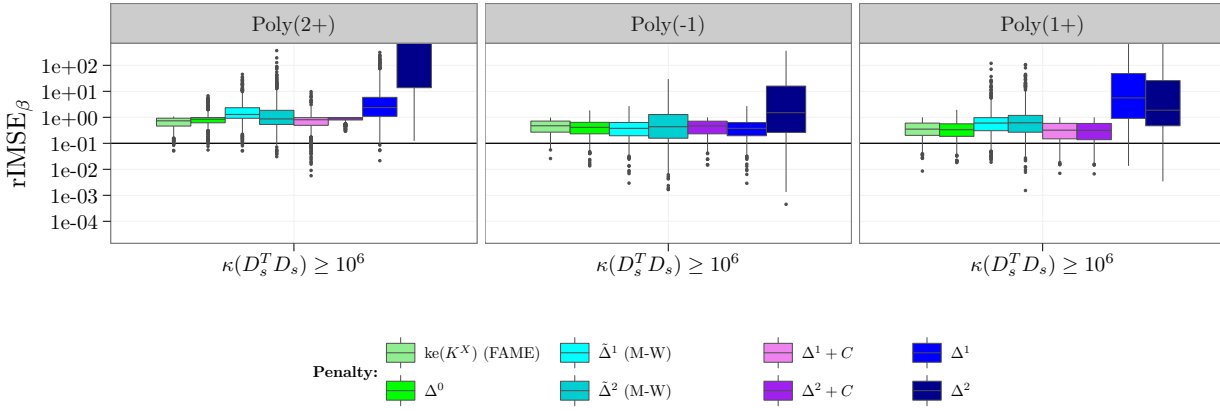 Poly(2+) Poly(-1) Poly(1+)
rIMSE_β
1e+02
1e+01
1e+00
1e-01
1e-02
1e-03
1e-04
κ(D_s^T D_s) ≥ 10^6 κ(D_s^T D_s) ≥ 10^6 κ(D_s^T D_s) ≥ 10^6
Penalty:
ke(K^X) (FAME) Δ̃^1 (M-W) Δ^1 + C Δ^1
Δ^0 Δ̃^2 (M-W) Δ^2 + C Δ^2